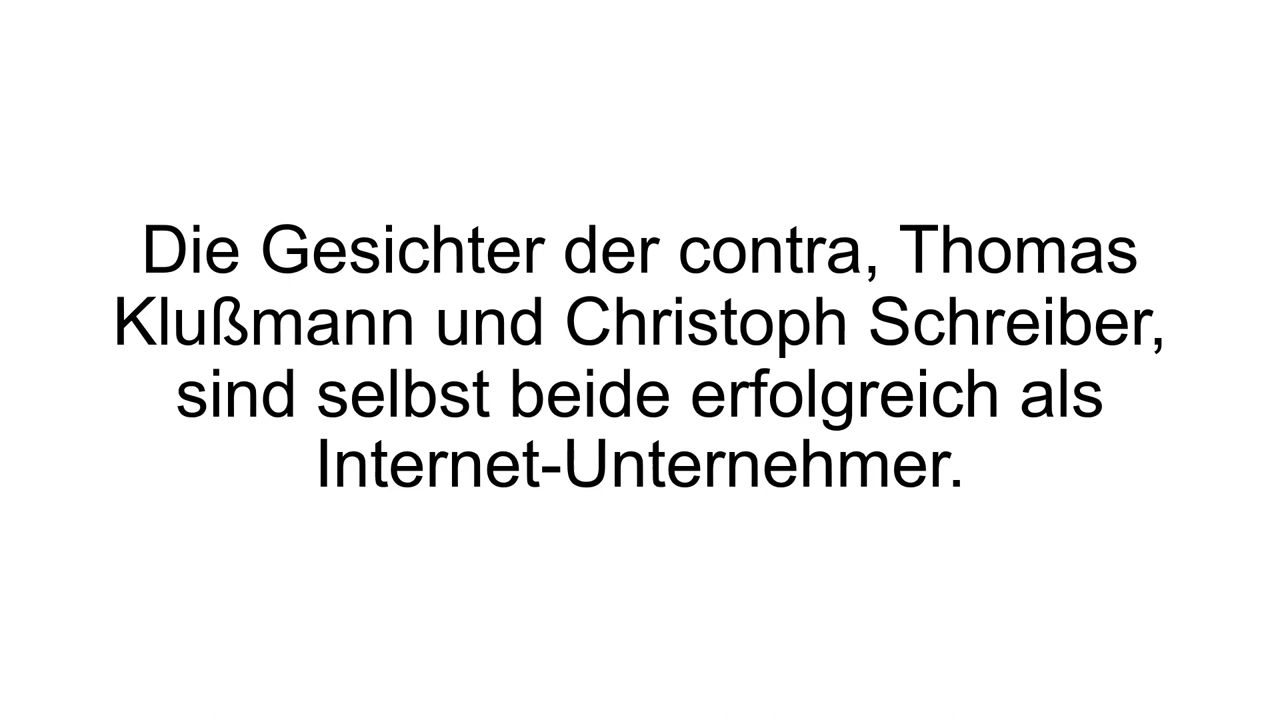 Die Gesichter der contra, Thomas
Klußmann und Christoph Schreiber,
sind selbst beide erfolgreich als
Internet-Unternehmer.